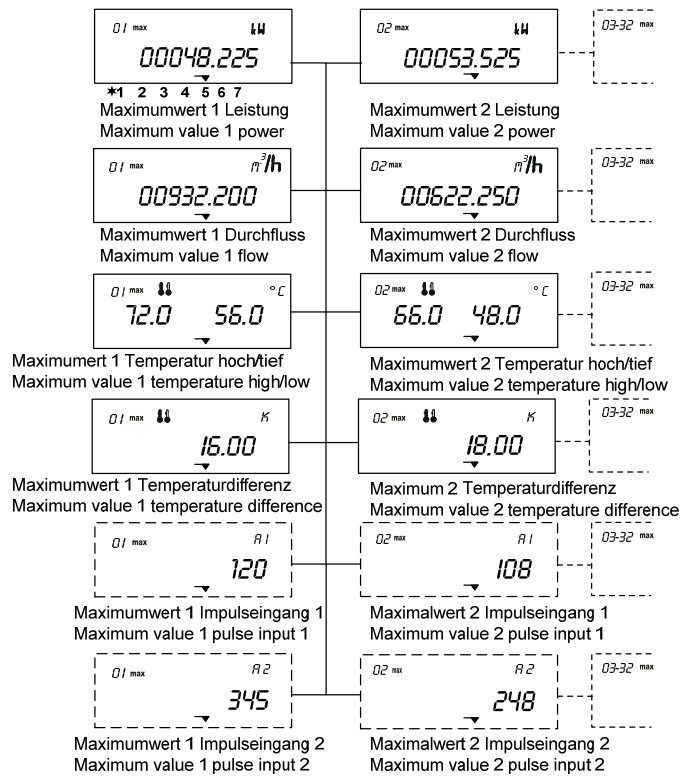 01 max kW 02 max kW 03-32 max
00048.225 00053.525
*1 2 3 4 5 6 7
Maximumwert 1 Leistung Maximumwert 2 Leistung
Maximum value 1 power Maximum value 2 power
01 max m³/h 02 max m³/h 03-32 max
00932.200 00622.250
Maximumwert 1 Durchfluss Maximumwert 2 Durchfluss
Maximum value 1 flow Maximum value 2 flow
01 max °C 02 max °C 03-32 max
72.0 56.0 66.0 48.0
Maximumert 1 Temperatur hoch/tief Maximumwert 2 Temperatur hoch/tief
Maximum value 1 temperature high/low Maximum value 2 temperature high/low
01 max K 02 max K 03-32 max
16.00 18.00
Maximumwert 1 Temperaturdifferenz Maximum 2 Temperaturdifferenz
Maximum value 1 temperature difference Maximum value 2 temperature difference
01 max A1 02 max A1 03-32 max
120 108
Maximumwert 1 Impulseingang 1 Maximalwert 2 Impulseingang 1
Maximum value 1 pulse input 1 Maximum value 2 pulse input 1
01 max A2 02 max A2 03-32 max
345 248
Maximumwert 1 Impulseingang 2 Maximalwert 2 Impulseingang 2
Maximum value 1 pulse input 2 Maximum value 2 pulse input 2